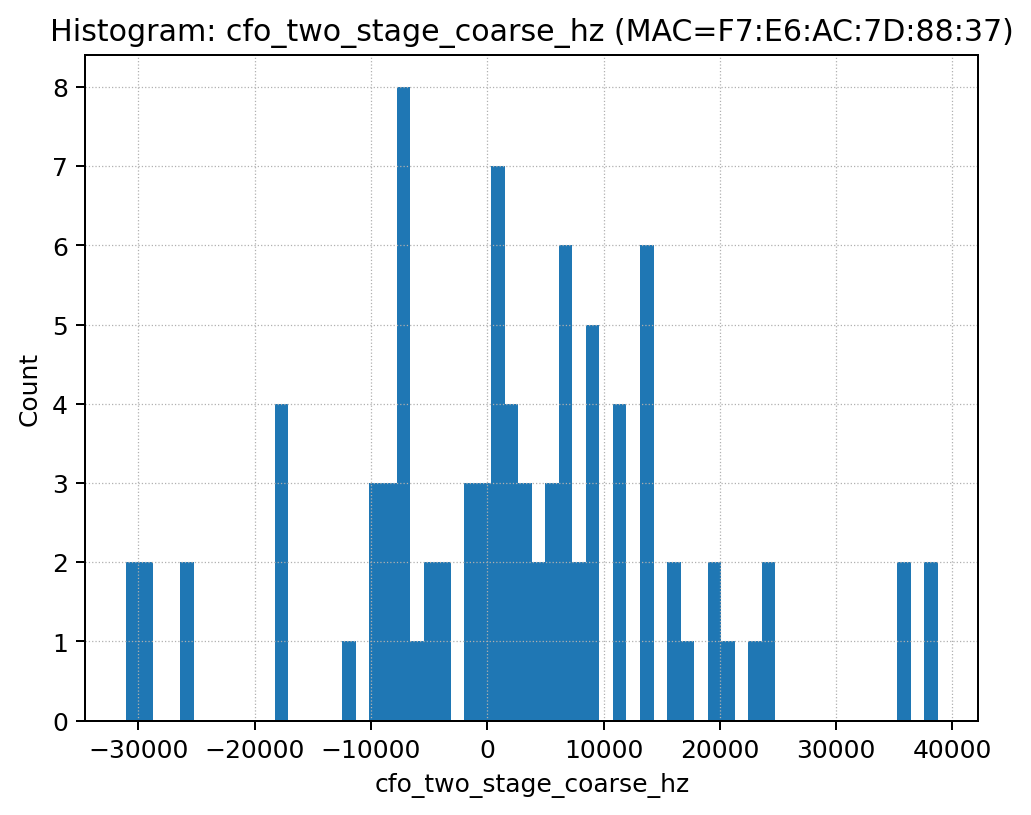 Histogram: cfo_two_stage_coarse_hz (MAC=F7:E6:AC:7D:88:37)
8
7
6
5
4
3
2
1
0
Count
−30000 −20000 −10000 0 10000 20000 30000 40000
cfo_two_stage_coarse_hz